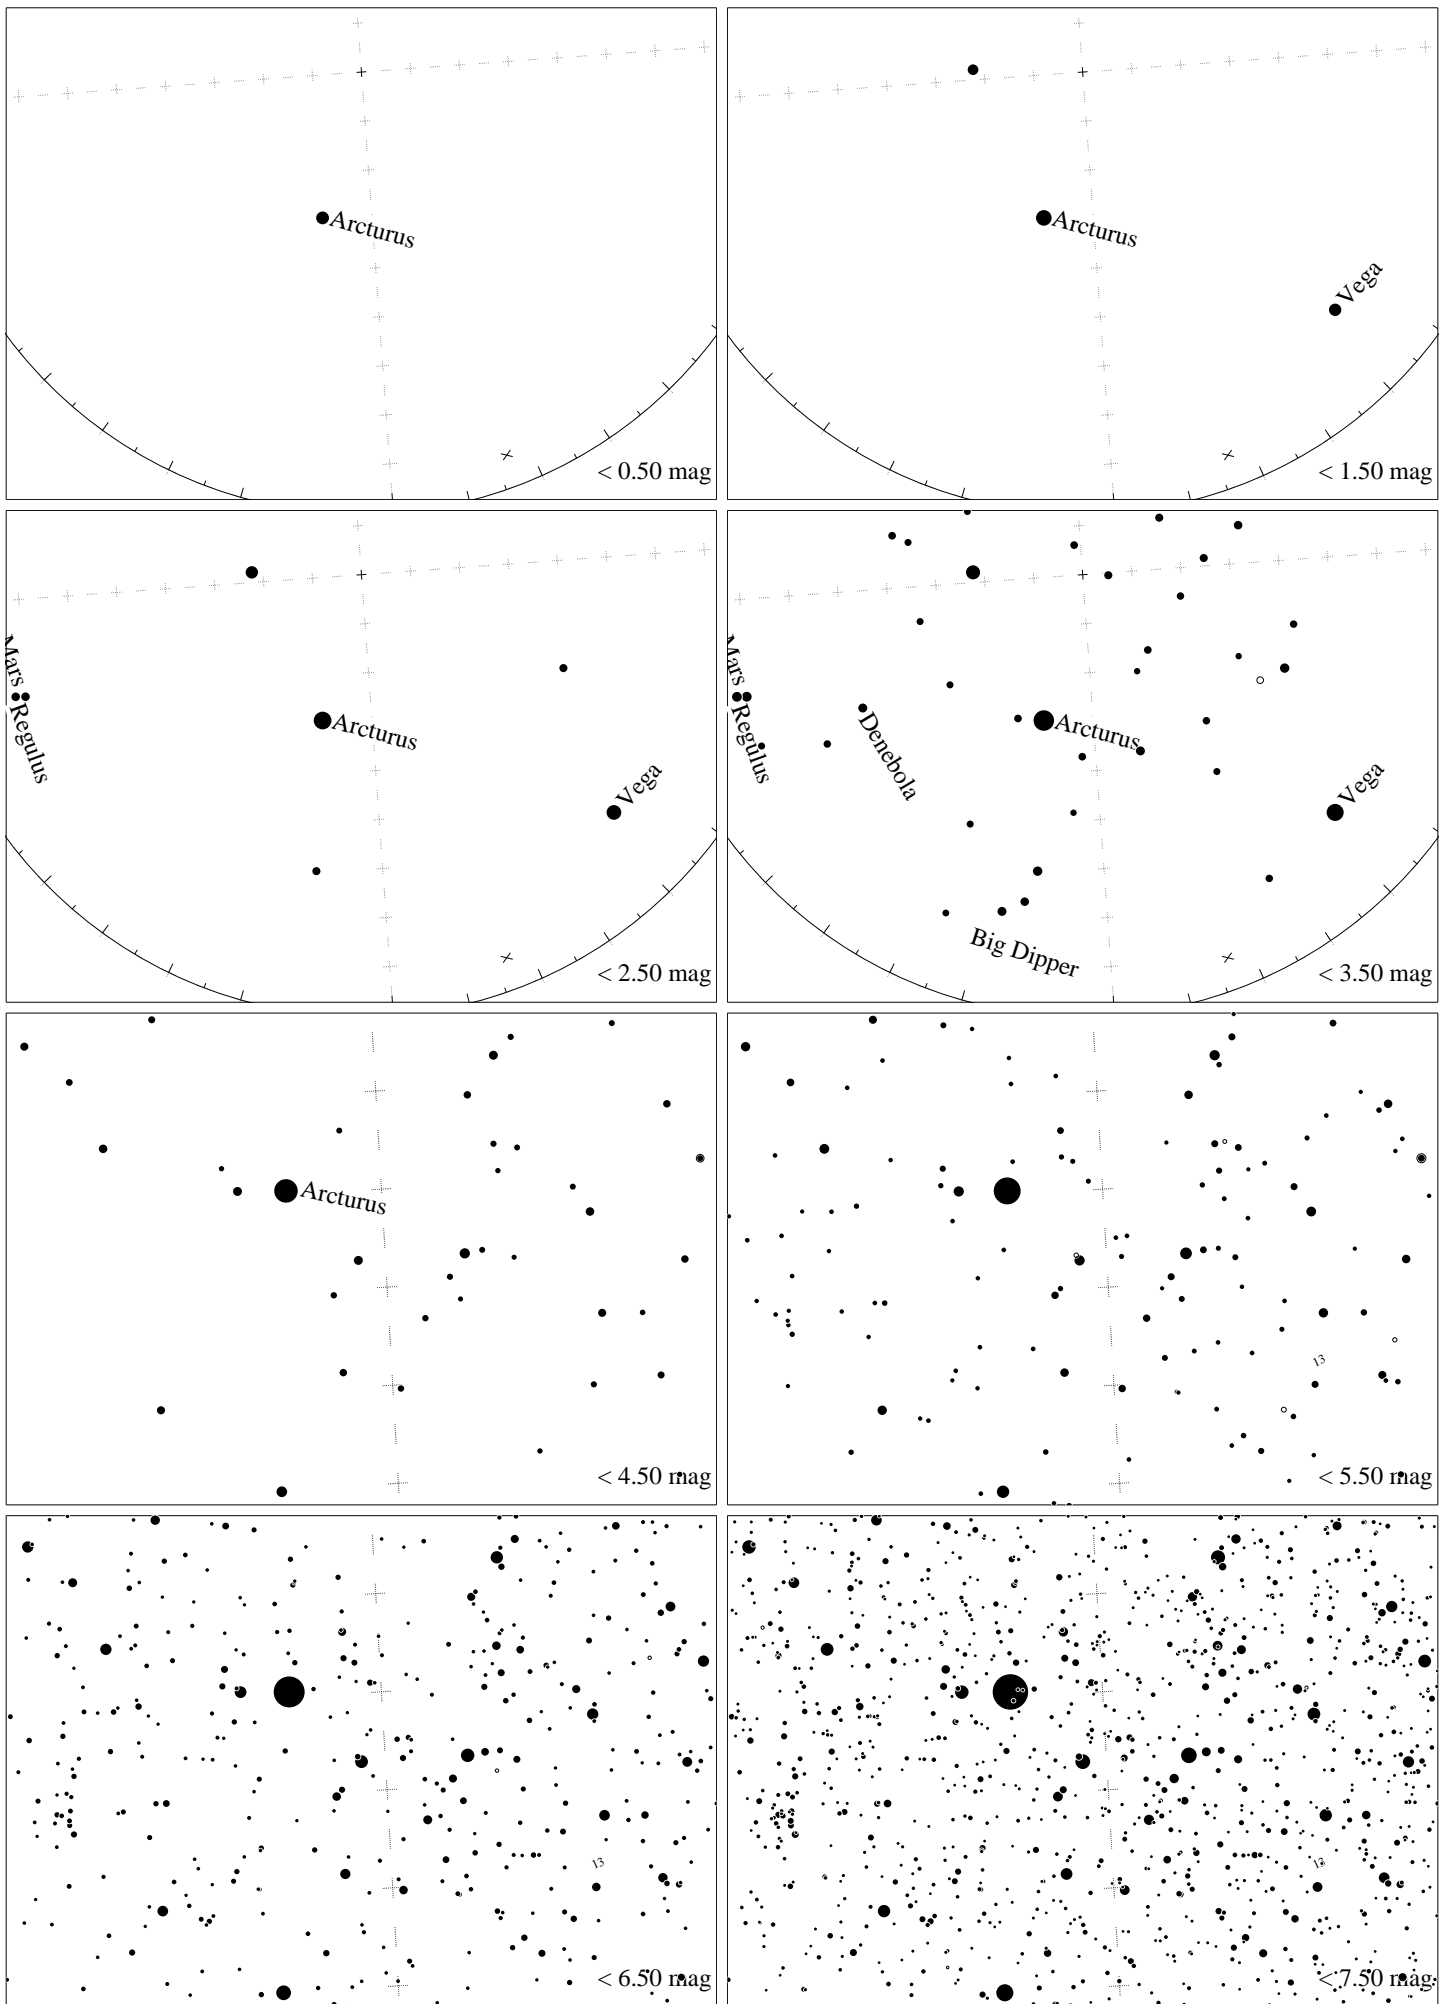 Arcturus
< 0.50 mag
Arcturus
Vega
< 1.50 mag
Mars
Regulus
Arcturus
Vega
< 2.50 mag
Mars
Regulus
Denebola
Arcturus
Vega
Big Dipper
< 3.50 mag
Arcturus
< 4.50 mag
13
< 5.50 mag
13
< 6.50 mag
13
< 7.50 mag